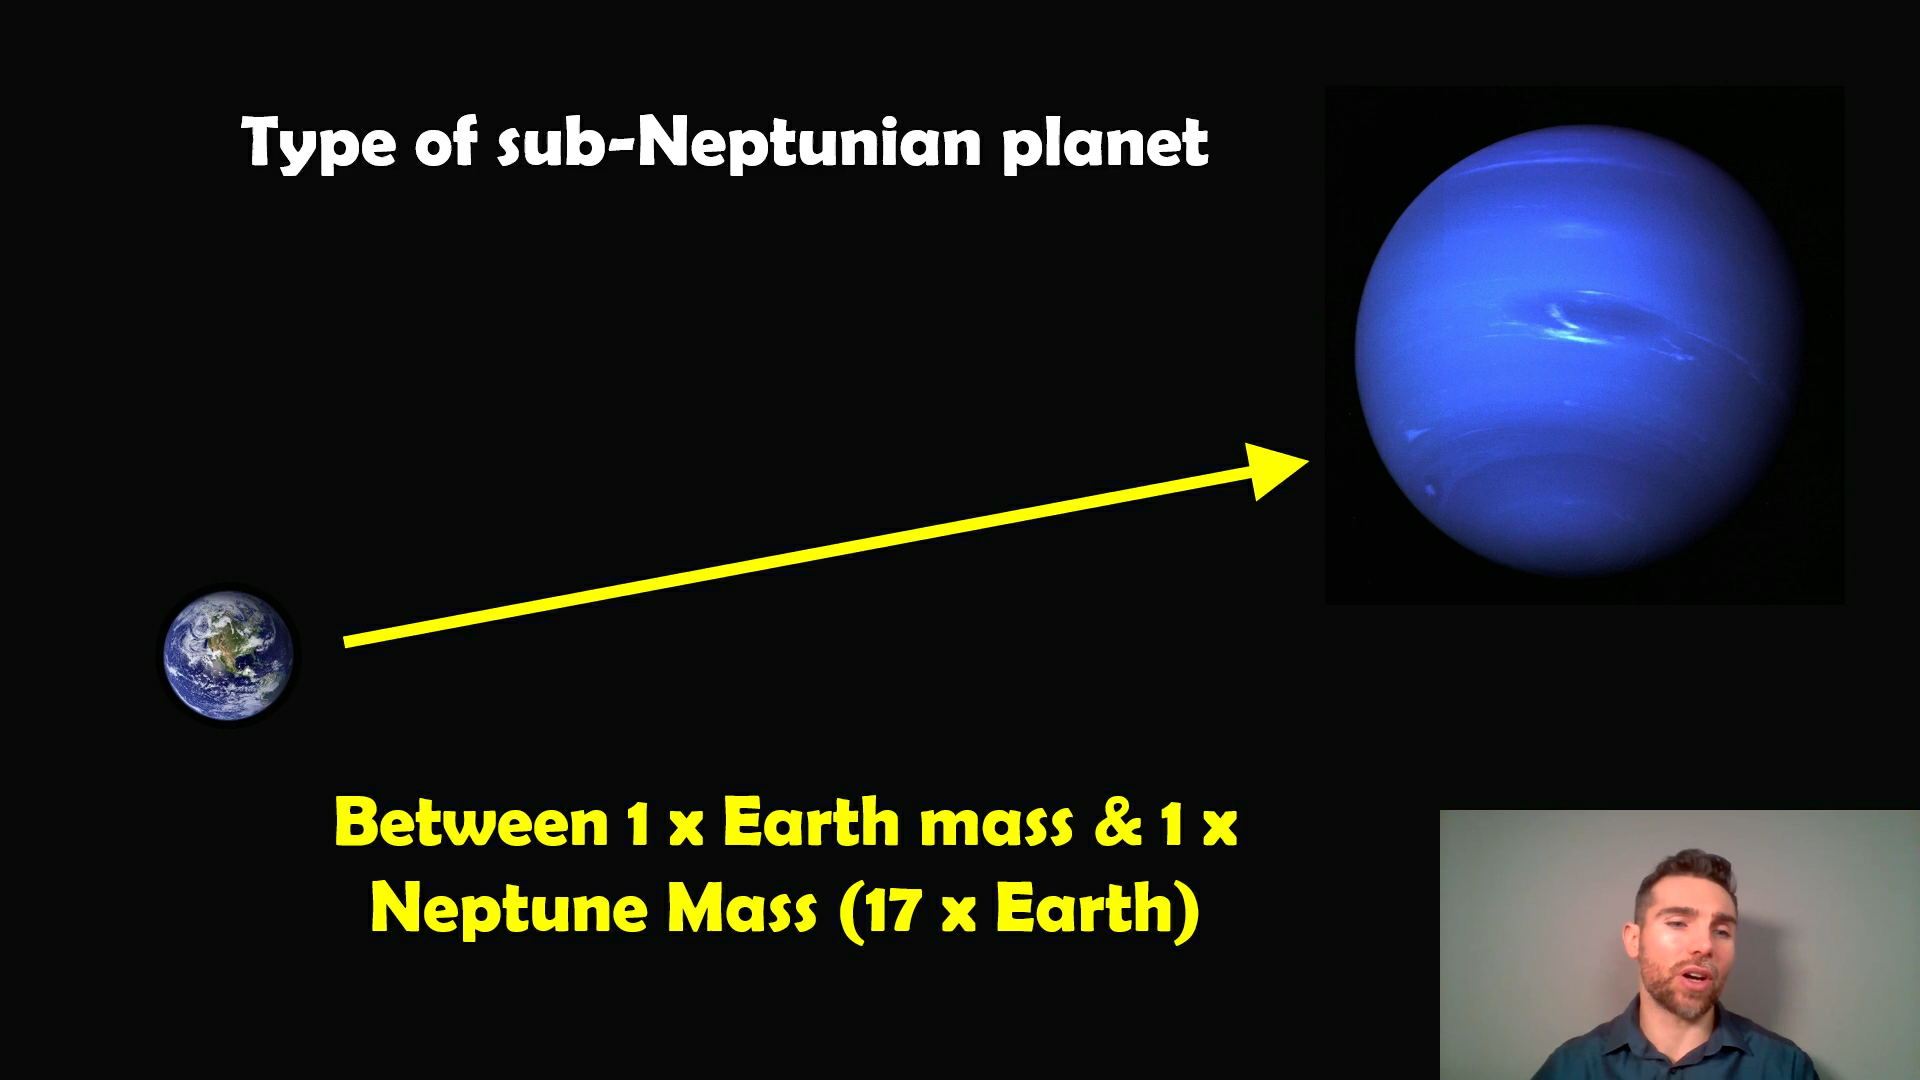 Type of sub-Neptunian planet
Between 1 x Earth mass & 1 x
Neptune Mass (17 x Earth)